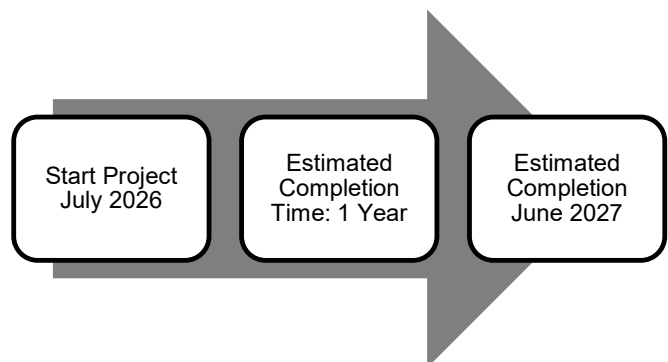 Start Project
July 2026
Estimated
Completion
Time: 1 Year
Estimated
Completion
June 2027